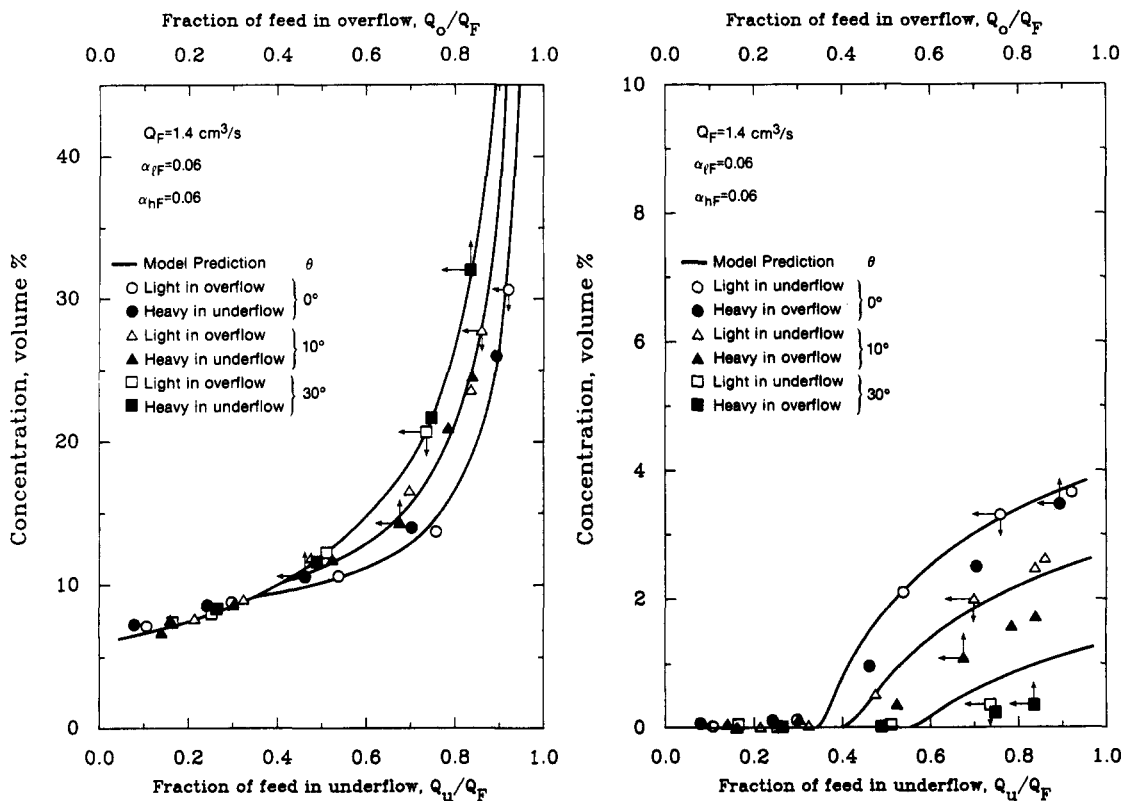 Fraction of feed in overflow, Q_o/Q_F
0.0 0.2 0.4 0.6 0.8 1.0
Q_F=1.4 cm³/s
α_ℓF=0.06
α_hF=0.06
Model Prediction θ
Light in overflow
Heavy in underflow
0°
Light in overflow
Heavy in underflow
10°
Light in overflow
Heavy in underflow
30°
40
30
20
10
0
Concentration, volume %
0.0 0.2 0.4 0.6 0.8 1.0
Fraction of feed in underflow, Q_u/Q_F
Fraction of feed in overflow, Q_o/Q_F
0.0 0.2 0.4 0.6 0.8 1.0
Q_F=1.4 cm³/s
α_ℓF=0.06
α_hF=0.06
Model Prediction θ
Light in underflow
Heavy in overflow
0°
Light in underflow
Heavy in overflow
10°
Light in underflow
Heavy in overflow
30°
10
8
6
4
2
0
Concentration, volume %
0.0 0.2 0.4 0.6 0.8 1.0
Fraction of feed in underflow, Q_u/Q_F